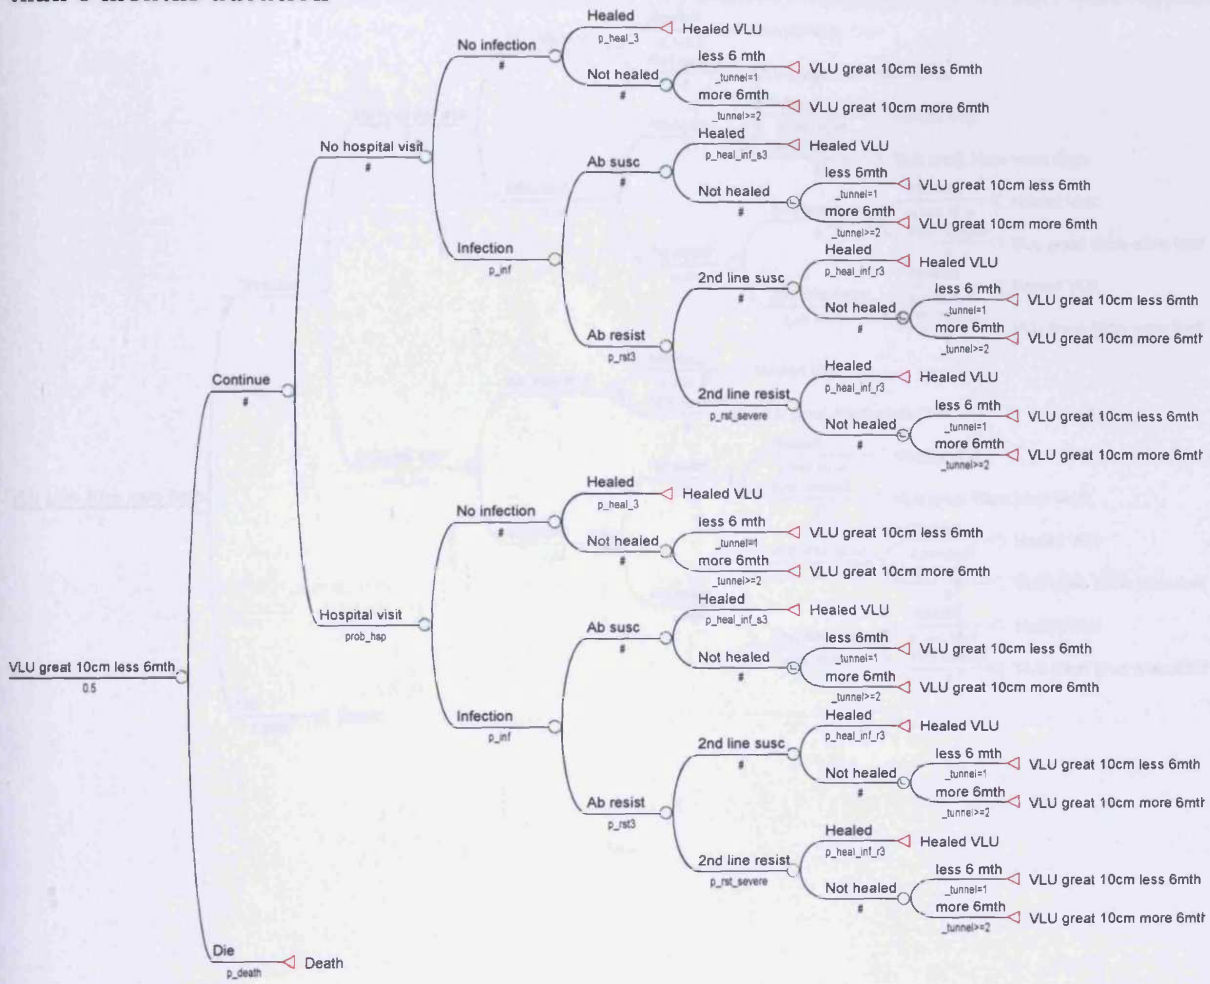 Healed
p_heal_3
Healed VLU
No infection
#
less 6 mth
_tunnel=1
VLU great 10cm less 6mth
Not healed
#
more 6mth
_tunnel>=2
VLU great 10cm more 6mth
No hospital visit
#
Healed
p_heal_inf_s3
Healed VLU
Ab susc
#
less 6mth
_tunnel=1
VLU great 10cm less 6mth
Not healed
#
more 6mth
_tunnel>=2
VLU great 10cm more 6mth
Infection
p_inf
Healed
p_heal_inf_r3
Healed VLU
2nd line susc
#
less 6 mth
_tunnel=1
VLU great 10cm less 6mth
Not healed
#
more 6mth
_tunnel>=2
VLU great 10cm more 6mth
Ab resist
p_rst3
Healed
p_heal_inf_r3
Healed VLU
2nd line resist
p_rst_severe
less 6 mth
_tunnel=1
VLU great 10cm less 6mth
Not healed
#
more 6mth
_tunnel>=2
VLU great 10cm more 6mth
Continue
#
Healed
p_heal_3
Healed VLU
No infection
#
less 6 mth
_tunnel=1
VLU great 10cm less 6mth
Not healed
#
more 6mth
_tunnel>=2
VLU great 10cm more 6mth
Hospital visit
prob_hsp
Healed
p_heal_inf_s3
Healed VLU
Ab susc
#
less 6mth
_tunnel=1
VLU great 10cm less 6mth
Not healed
#
more 6mth
_tunnel>=2
VLU great 10cm more 6mth
VLU great 10cm less 6mth
0.5
Infection
p_inf
Healed
p_heal_inf_r3
Healed VLU
2nd line susc
#
less 6 mth
_tunnel=1
VLU great 10cm less 6mth
Not healed
#
more 6mth
_tunnel>=2
VLU great 10cm more 6mth
Ab resist
p_rst3
Healed
p_heal_inf_r3
Healed VLU
2nd line resist
p_rst_severe
less 6 mth
_tunnel=1
VLU great 10cm less 6mth
Not healed
#
more 6mth
_tunnel>=2
VLU great 10cm more 6mth
Die
p_death
Death